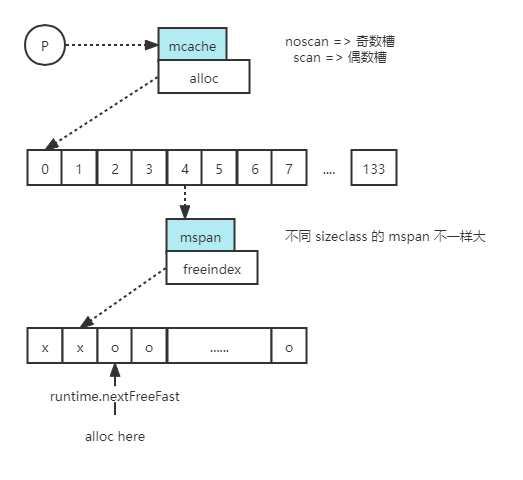 P
mcache
alloc
noscan => 奇数槽
scan => 偶数槽
0 1 2 3 4 5 6 7 .... 133
mspan
freeindex
不同 sizeclass 的 mspan 不一样大
x x o o ...... o
runtime.nextFreeFast
alloc here